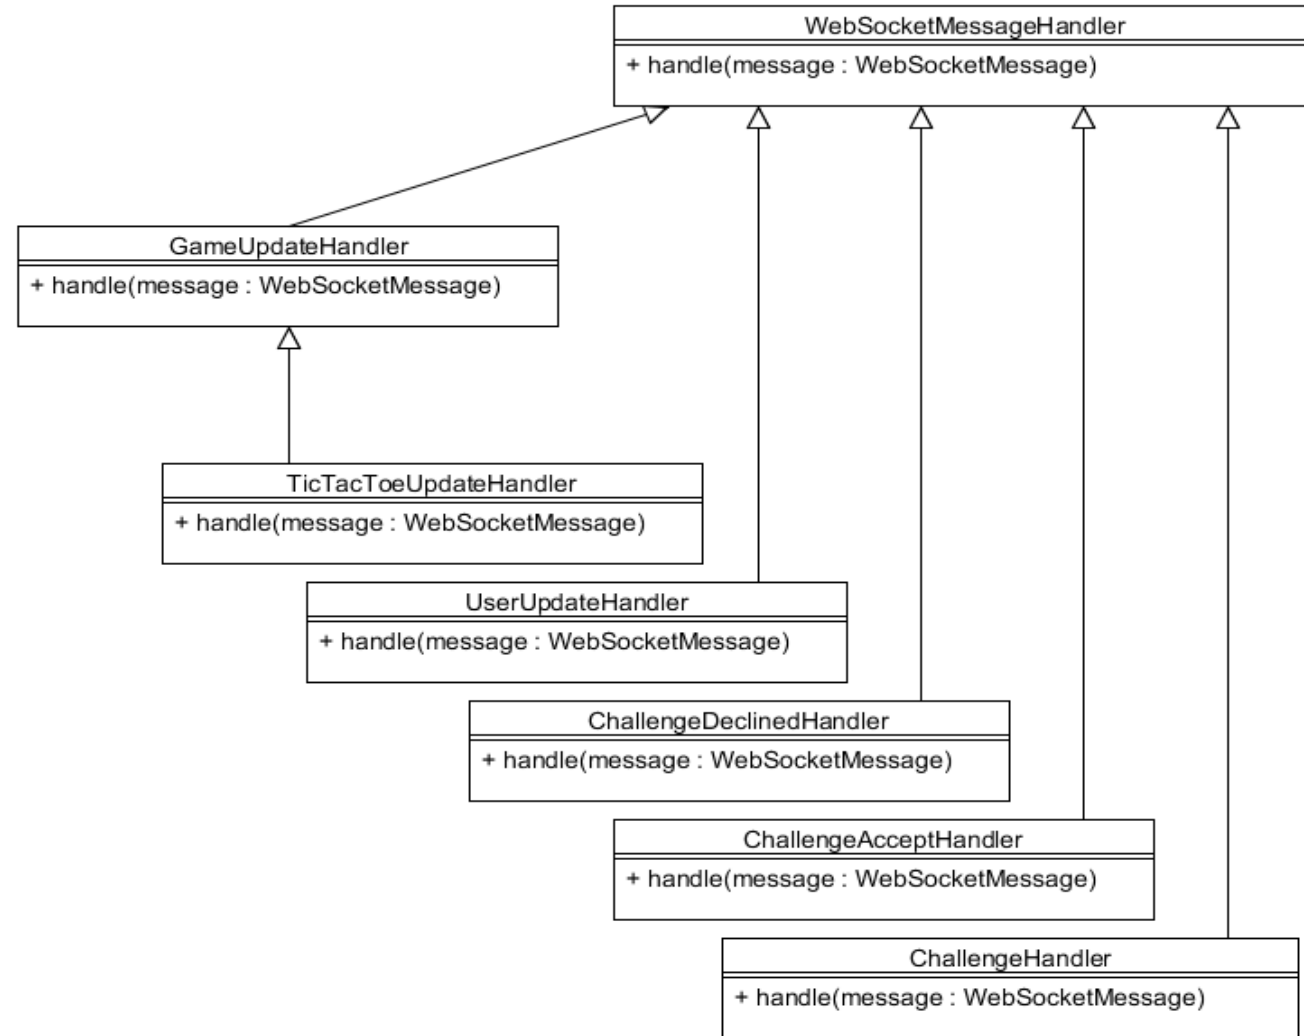 WebSocketMessageHandler
+ handle(message : WebSocketMessage)
GameUpdateHandler
+ handle(message : WebSocketMessage)
TicTacToeUpdateHandler
+ handle(message : WebSocketMessage)
UserUpdateHandler
+ handle(message : WebSocketMessage)
ChallengeDeclinedHandler
+ handle(message : WebSocketMessage)
ChallengeAcceptHandler
+ handle(message : WebSocketMessage)
ChallengeHandler
+ handle(message : WebSocketMessage)